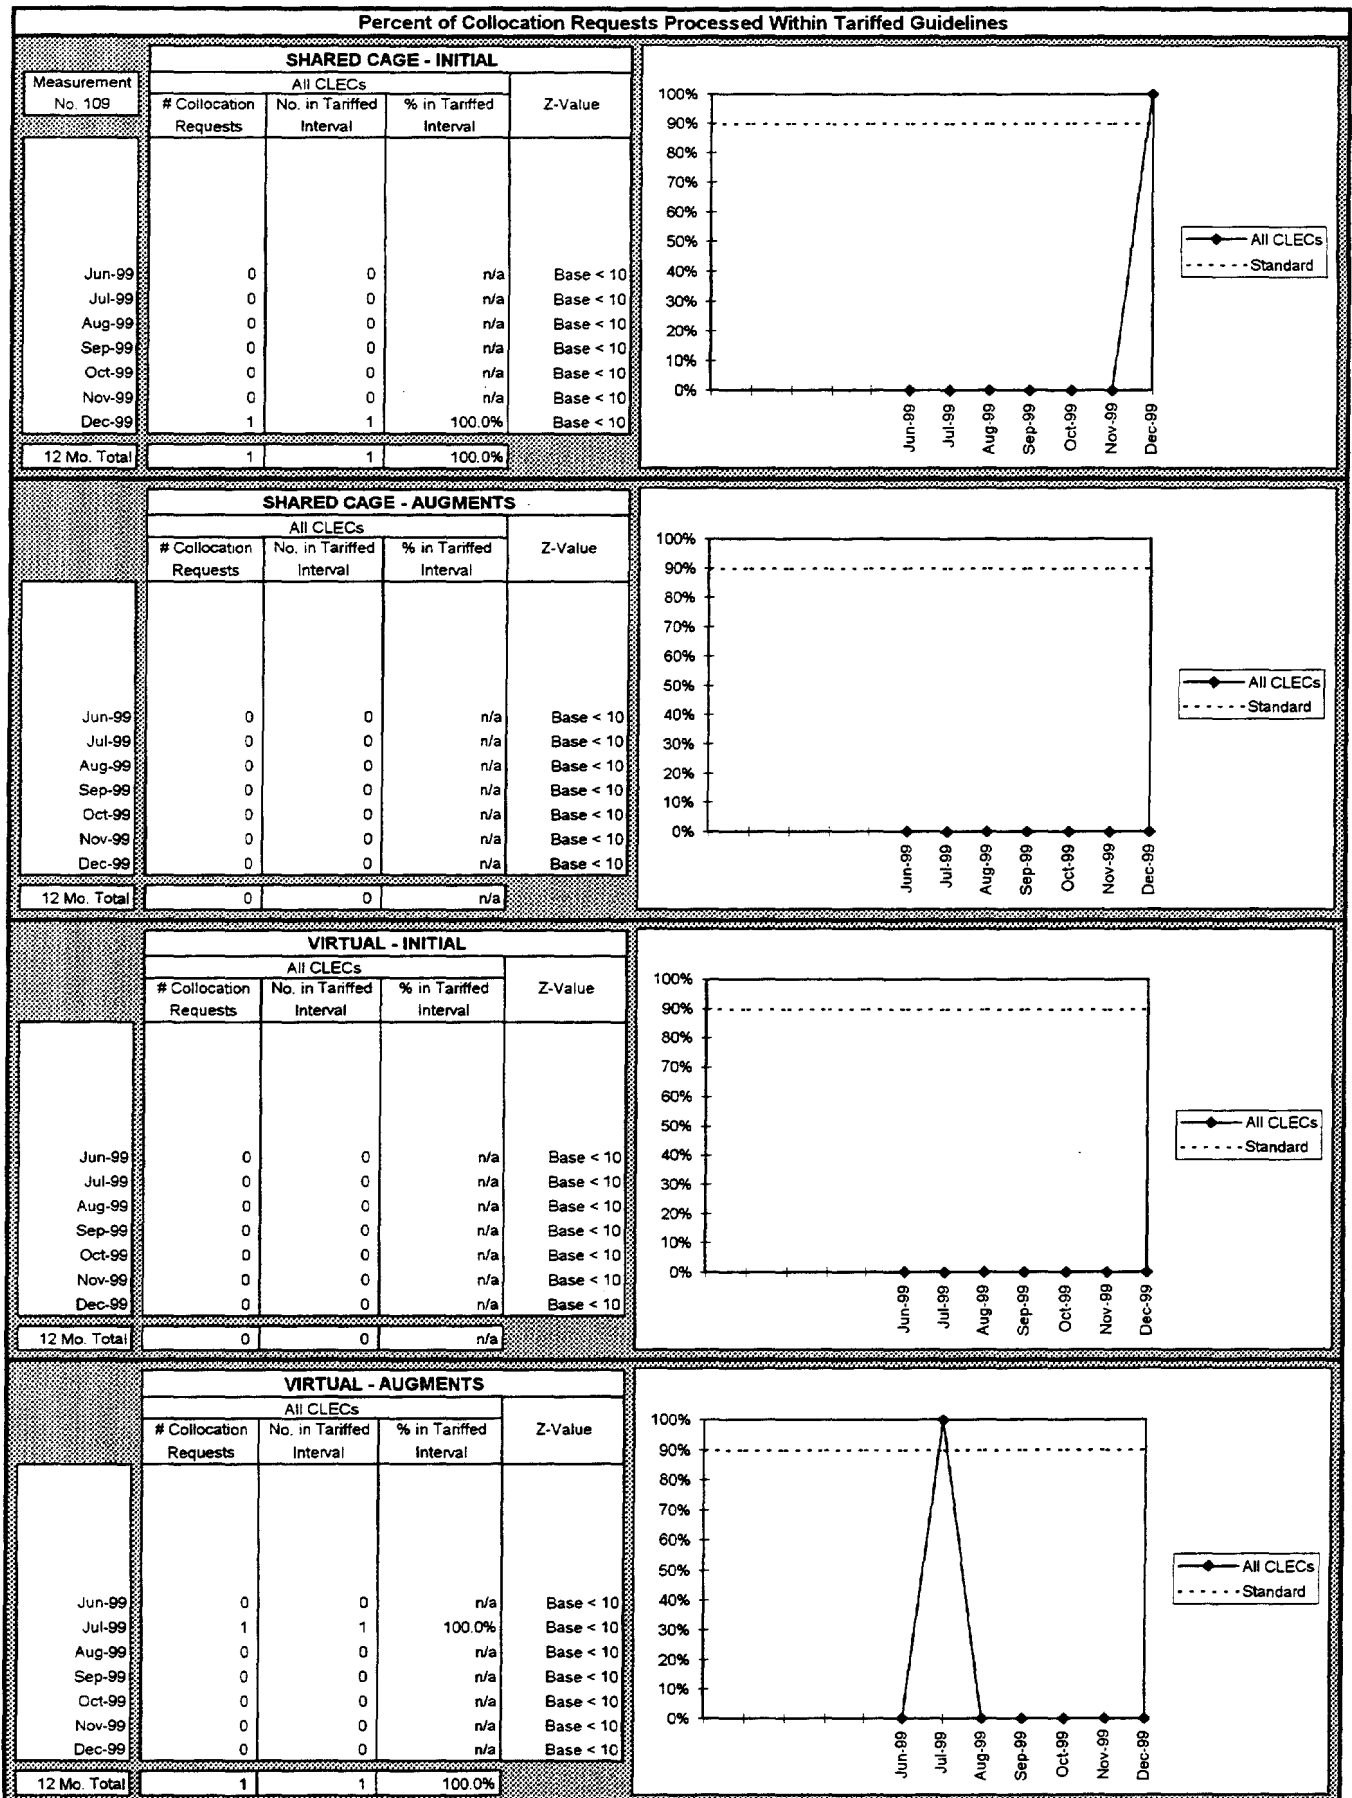 Percent of Collocation Requests Processed Within Tariffed Guidelines
SHARED CAGE - INITIAL
Measurement No. 109
All CLECs
# Collocation Requests No. in Tariffed Interval % in Tariffed Interval Z-Value
Jun-99 0 0 n/a Base < 10
Jul-99 0 0 n/a Base < 10
Aug-99 0 0 n/a Base < 10
Sep-99 0 0 n/a Base < 10
Oct-99 0 0 n/a Base < 10
Nov-99 0 0 n/a Base < 10
Dec-99 1 1 100.0% Base < 10
12 Mo. Total 1 1 100.0%
100%
90%
80%
70%
60%
50%
40%
30%
20%
10%
0%
Jun-99 Jul-99 Aug-99 Sep-99 Oct-99 Nov-99 Dec-99
All CLECs
Standard
SHARED CAGE - AUGMENTS
All CLECs
# Collocation Requests No. in Tariffed Interval % in Tariffed Interval Z-Value
Jun-99 0 0 n/a Base < 10
Jul-99 0 0 n/a Base < 10
Aug-99 0 0 n/a Base < 10
Sep-99 0 0 n/a Base < 10
Oct-99 0 0 n/a Base < 10
Nov-99 0 0 n/a Base < 10
Dec-99 0 0 n/a Base < 10
12 Mo. Total 0 0 n/a
100%
90%
80%
70%
60%
50%
40%
30%
20%
10%
0%
Jun-99 Jul-99 Aug-99 Sep-99 Oct-99 Nov-99 Dec-99
All CLECs
Standard
VIRTUAL - INITIAL
All CLECs
# Collocation Requests No. in Tariffed Interval % in Tariffed Interval Z-Value
Jun-99 0 0 n/a Base < 10
Jul-99 0 0 n/a Base < 10
Aug-99 0 0 n/a Base < 10
Sep-99 0 0 n/a Base < 10
Oct-99 0 0 n/a Base < 10
Nov-99 0 0 n/a Base < 10
Dec-99 0 0 n/a Base < 10
12 Mo. Total 0 0 n/a
100%
90%
80%
70%
60%
50%
40%
30%
20%
10%
0%
Jun-99 Jul-99 Aug-99 Sep-99 Oct-99 Nov-99 Dec-99
All CLECs
Standard
VIRTUAL - AUGMENTS
All CLECs
# Collocation Requests No. in Tariffed Interval % in Tariffed Interval Z-Value
Jun-99 0 0 n/a Base < 10
Jul-99 1 1 100.0% Base < 10
Aug-99 0 0 n/a Base < 10
Sep-99 0 0 n/a Base < 10
Oct-99 0 0 n/a Base < 10
Nov-99 0 0 n/a Base < 10
Dec-99 0 0 n/a Base < 10
12 Mo. Total 1 1 100.0%
100%
90%
80%
70%
60%
50%
40%
30%
20%
10%
0%
Jun-99 Jul-99 Aug-99 Sep-99 Oct-99 Nov-99 Dec-99
All CLECs
Standard